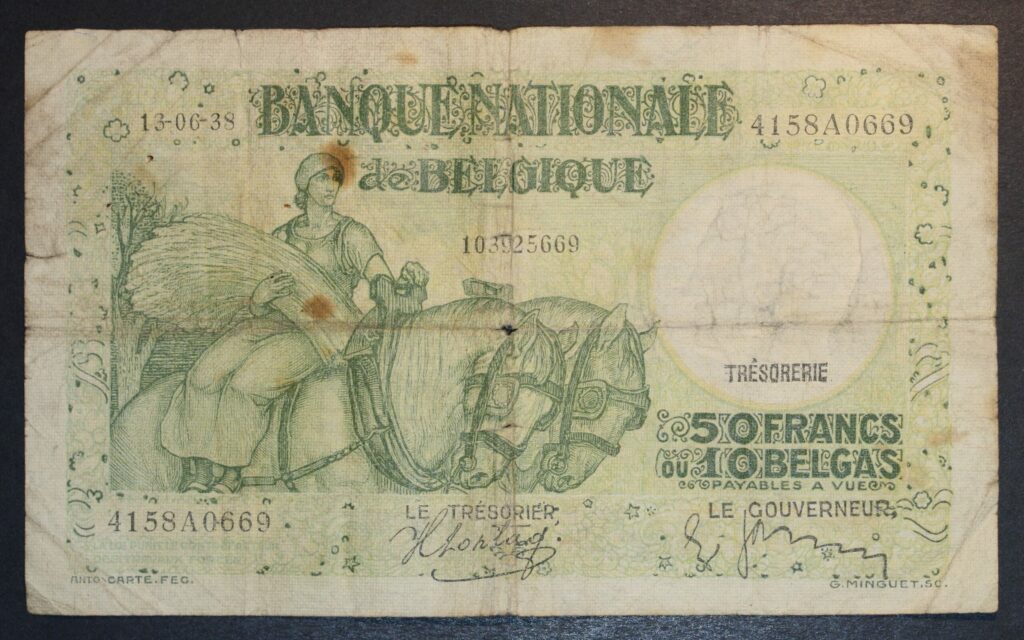 13-06-38
BANQUE NATIONALE
4158A0669
de BELGIQUE
103925669
TRÉSORERIE
50 FRANCS
OU 10 BELGAS
PAYABLES A VUE
4158A0669
LE TRÉSORIER,
LE GOUVERNEUR,
ANTO-CARTE.FEC.
G.MINGUET.SC.